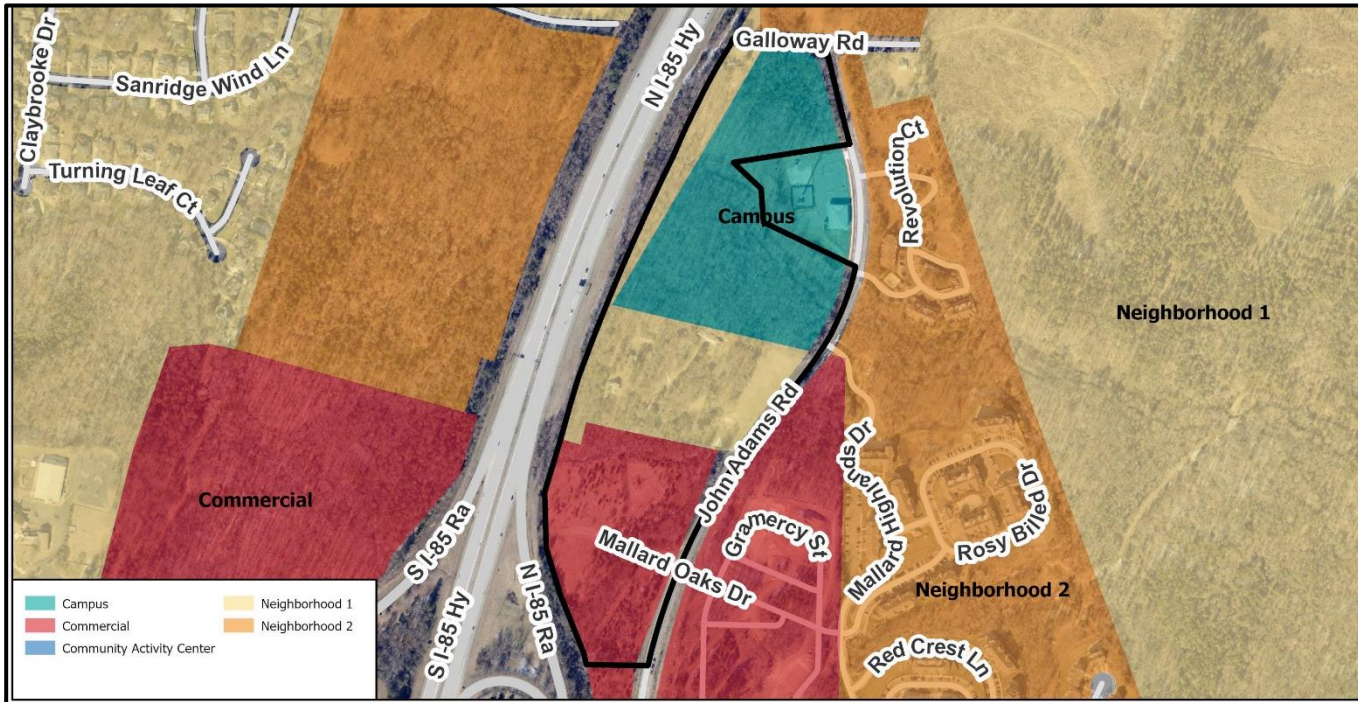 Galloway Rd
N I-85 Hy
Sanridge Wind Ln
Claybrooke Dr
Turning Leaf Ct
Revolution Ct
Campus
Neighborhood 1
John Adams Rd
Commercial
Mallard Highlands Dr
Gramercy St
Rosy Billed Dr
Mallard Oaks Dr
S I-85 Ra
N I-85 Ra
S I-85 Hy
Neighborhood 2
Red Crest Ln
Campus
Commercial
Community Activity Center
Neighborhood 1
Neighborhood 2